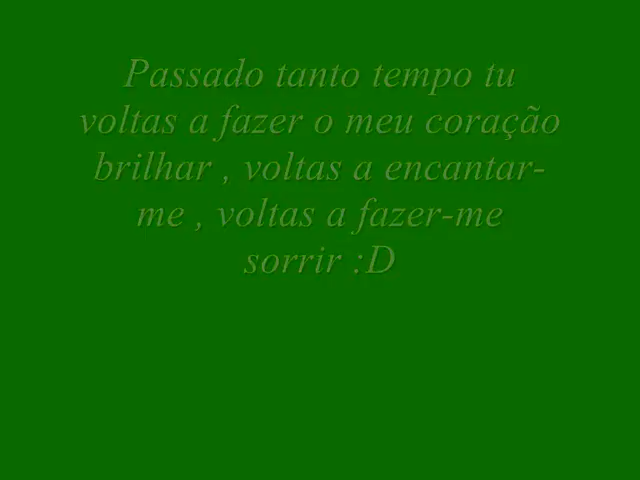 Passado tanto tempo tu
voltas a fazer o meu coração
brilhar , voltas a encantar-
me , voltas a fazer-me
sorrir :D